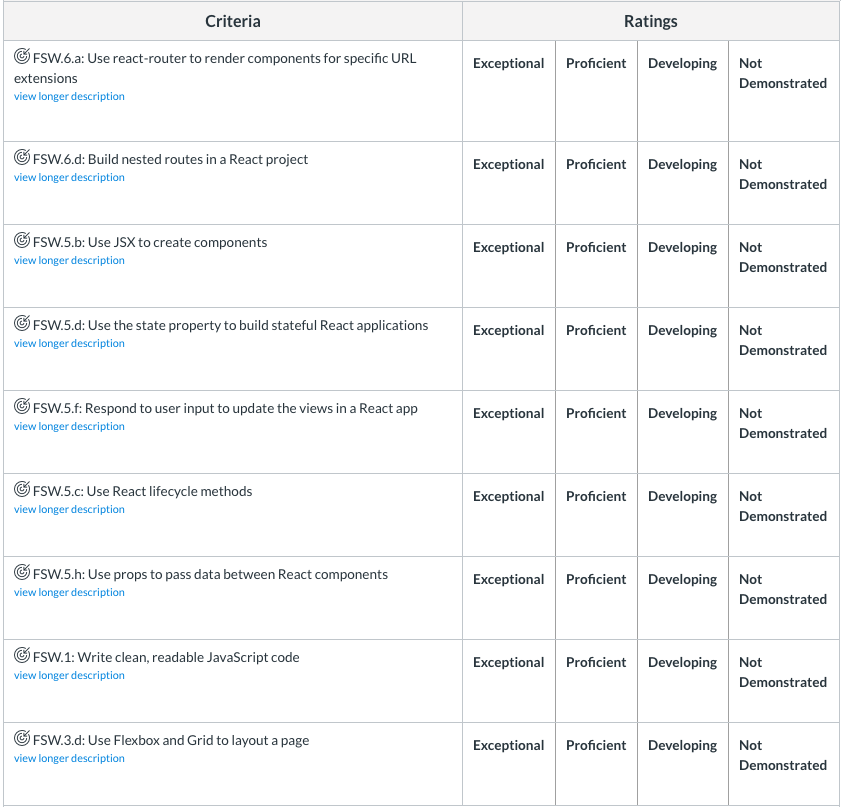 Criteria Ratings
FSW.6.a: Use react-router to render components for specific URL
extensions
view longer description
Exceptional Proficient Developing Not
Demonstrated
FSW.6.d: Build nested routes in a React project
view longer description
Exceptional Proficient Developing Not
Demonstrated
FSW.5.b: Use JSX to create components
view longer description
Exceptional Proficient Developing Not
Demonstrated
FSW.5.d: Use the state property to build stateful React applications
view longer description
Exceptional Proficient Developing Not
Demonstrated
FSW.5.f: Respond to user input to update the views in a React app
view longer description
Exceptional Proficient Developing Not
Demonstrated
FSW.5.c: Use React lifecycle methods
view longer description
Exceptional Proficient Developing Not
Demonstrated
FSW.5.h: Use props to pass data between React components
view longer description
Exceptional Proficient Developing Not
Demonstrated
FSW.1: Write clean, readable JavaScript code
view longer description
Exceptional Proficient Developing Not
Demonstrated
FSW.3.d: Use Flexbox and Grid to layout a page
view longer description
Exceptional Proficient Developing Not
Demonstrated